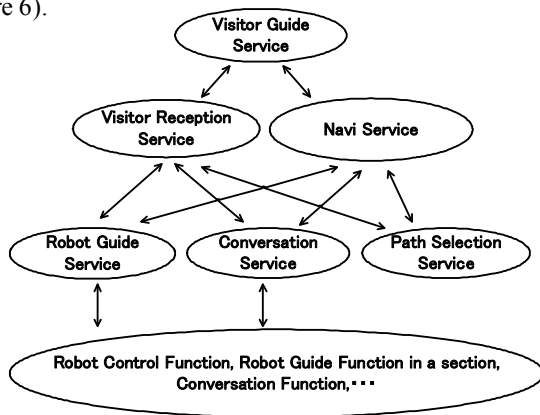 re 6).
Visitor Guide
Service
Visitor Reception
Service
Navi Service
Robot Guide
Service
Conversation
Service
Path Selection
Service
Robot Control Function, Robot Guide Function in a section,
Conversation Function,･･･